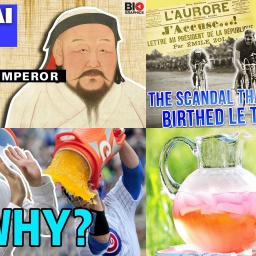 AI
BIO
GRAPHICS
EMPEROR
L'AURORE
J'Accuse...!
LETTRE AU PRÉSIDENT DE LA RÉPUBLIQUE
Par ÉMILE ZOLA
THE SCANDAL THA
BIRTHED LE T
WHY?